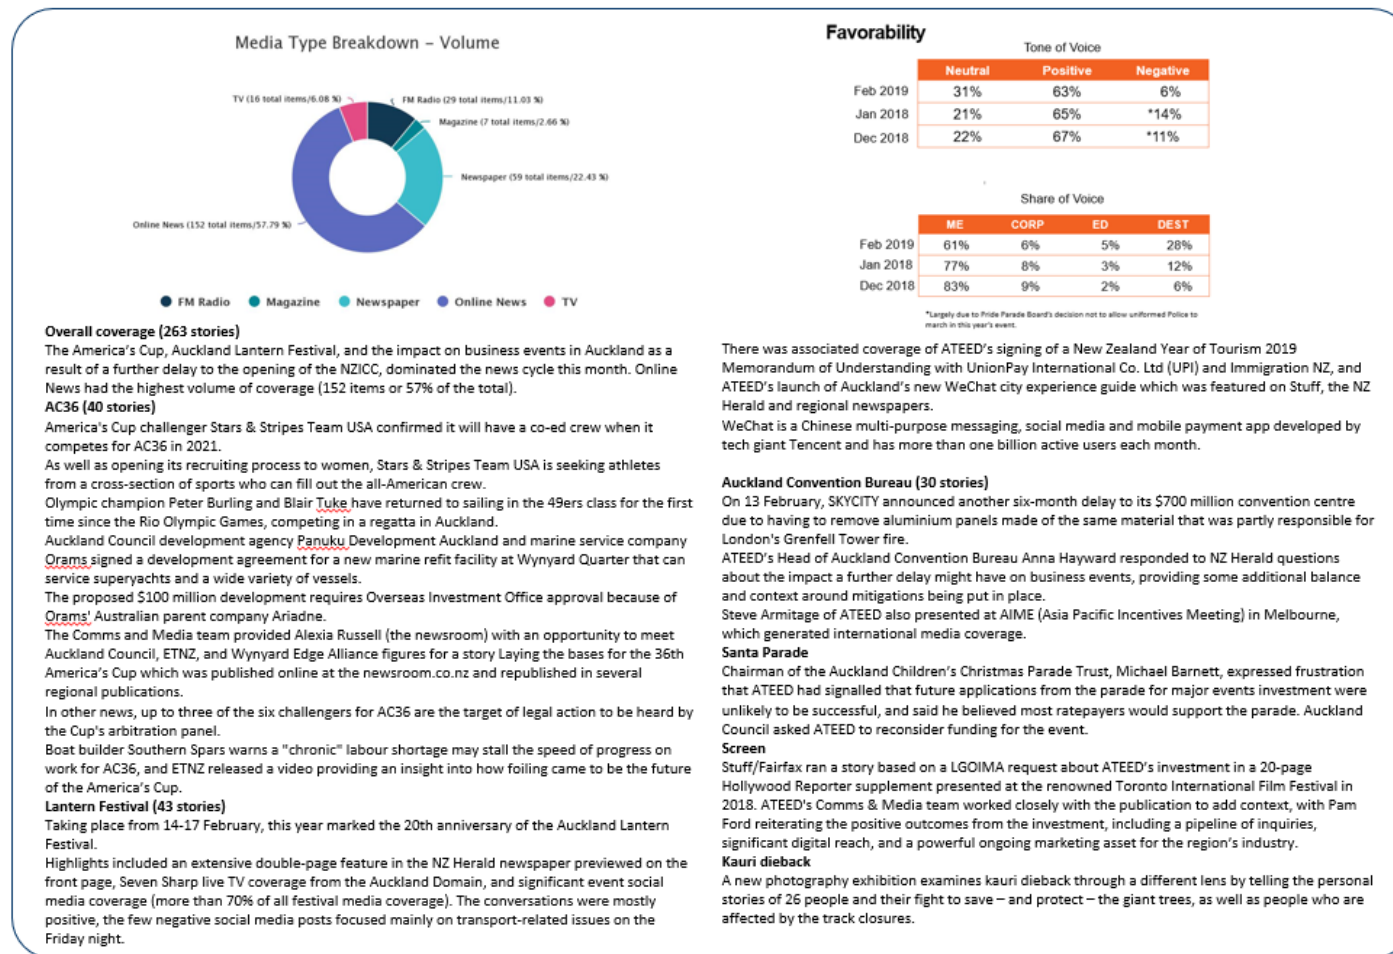 Media Type Breakdown – Volume
TV (16 total items/6.08 %)
FM Radio (29 total items/11.03 %)
Magazine (7 total items/2.66 %)
Newspaper (59 total items/22.43 %)
Online News (152 total items/57.79 %)
FM Radio Magazine Newspaper Online News TV
Overall coverage (263 stories)
The America's Cup, Auckland Lantern Festival, and the impact on business events in Auckland as a
result of a further delay to the opening of the NZICC, dominated the news cycle this month. Online
News had the highest volume of coverage (152 items or 57% of the total).
AC36 (40 stories)
America's Cup challenger Stars & Stripes Team USA confirmed it will have a co-ed crew when it
competes for AC36 in 2021.
As well as opening its recruiting process to women, Stars & Stripes Team USA is seeking athletes
from a cross-section of sports who can fill out the all-American crew.
Olympic champion Peter Burling and Blair Tuke have returned to sailing in the 49ers class for the first
time since the Rio Olympic Games, competing in a regatta in Auckland.
Auckland Council development agency Panuku Development Auckland and marine service company
Orams signed a development agreement for a new marine refit facility at Wynyard Quarter that can
service superyachts and a wide variety of vessels.
The proposed $100 million development requires Overseas Investment Office approval because of
Orams' Australian parent company Ariadne.
The Comms and Media team provided Alexia Russell (the newsroom) with an opportunity to meet
Auckland Council, ETNZ, and Wynyard Edge Alliance figures for a story Laying the bases for the 36th
America's Cup which was published online at the newsroom.co.nz and republished in several
regional publications.
In other news, up to three of the six challengers for AC36 are the target of legal action to be heard by
the Cup's arbitration panel.
Boat builder Southern Spars warns a "chronic" labour shortage may stall the speed of progress on
work for AC36, and ETNZ released a video providing an insight into how foiling came to be the future
of the America's Cup.
Lantern Festival (43 stories)
Taking place from 14-17 February, this year marked the 20th anniversary of the Auckland Lantern
Festival.
Highlights included an extensive double-page feature in the NZ Herald newspaper previewed on the
front page, Seven Sharp live TV coverage from the Auckland Domain, and significant event social
media coverage (more than 70% of all festival media coverage). The conversations were mostly
positive, the few negative social media posts focused mainly on transport-related issues on the
Friday night.
Favorability
Tone of Voice
Neutral Positive Negative
Feb 2019 31% 63% 6%
Jan 2018 21% 65% *14%
Dec 2018 22% 67% *11%
Share of Voice
ME CORP ED DEST
Feb 2019 61% 6% 5% 28%
Jan 2018 77% 8% 3% 12%
Dec 2018 83% 9% 2% 6%
*Largely due to Pride Parade Board's decision not to allow uniformed Police to
march in this year's event.
There was associated coverage of ATEED's signing of a New Zealand Year of Tourism 2019
Memorandum of Understanding with UnionPay International Co. Ltd (UPI) and Immigration NZ, and
ATEED's launch of Auckland's new WeChat city experience guide which was featured on Stuff, the NZ
Herald and regional newspapers.
WeChat is a Chinese multi-purpose messaging, social media and mobile payment app developed by
tech giant Tencent and has more than one billion active users each month.
Auckland Convention Bureau (30 stories)
On 13 February, SKYCITY announced another six-month delay to its $700 million convention centre
due to having to remove aluminium panels made of the same material that was partly responsible for
London's Grenfell Tower fire.
ATEED's Head of Auckland Convention Bureau Anna Hayward responded to NZ Herald questions
about the impact a further delay might have on business events, providing some additional balance
and context around mitigations being put in place.
Steve Armitage of ATEED also presented at AIME (Asia Pacific Incentives Meeting) in Melbourne,
which generated international media coverage.
Santa Parade
Chairman of the Auckland Children's Christmas Parade Trust, Michael Barnett, expressed frustration
that ATEED had signalled that future applications from the parade for major events investment were
unlikely to be successful, and said he believed most ratepayers would support the parade. Auckland
Council asked ATEED to reconsider funding for the event.
Screen
Stuff/Fairfax ran a story based on a LGOIMA request about ATEED's investment in a 20-page
Hollywood Reporter supplement presented at the renowned Toronto International Film Festival in
2018. ATEED's Comms & Media team worked closely with the publication to add context, with Pam
Ford reiterating the positive outcomes from the investment, including a pipeline of inquiries,
significant digital reach, and a powerful ongoing marketing asset for the region's industry.
Kauri dieback
A new photography exhibition examines kauri dieback through a different lens by telling the personal
stories of 26 people and their fight to save – and protect – the giant trees, as well as people who are
affected by the track closures.